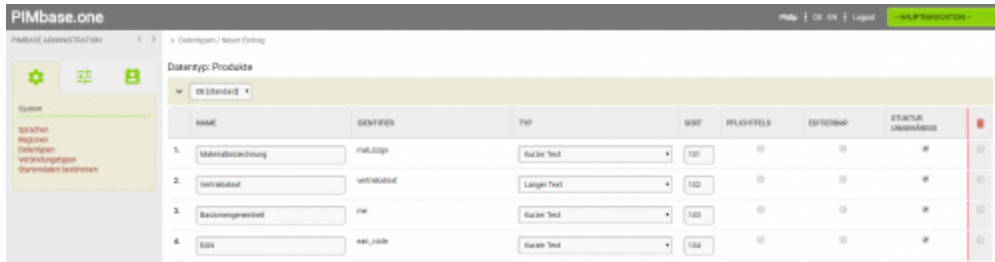 PIMbase.one
Philip DE EN Logout --HAUPTNAVIGATION--
PIMBASE ADMINISTRATION < > > Datentypen / Neuer Eintrag
Datentyp: Produkte
DE [standard]
System
Sprachen
Regionen
Datentypen
Verbindungstypen
Stammdaten bestimmen
NAME IDENTIFIER TYP SORT PFLICHTFELD EDITIERBAR
1. Materialbezeichnung Kurzer Text 101
2. Vertriebstext vertriebstext Langer Text 102
3. Basismengeneinheit me Kurzer Text 103
4. EAN ean_code Kurzer Text 104